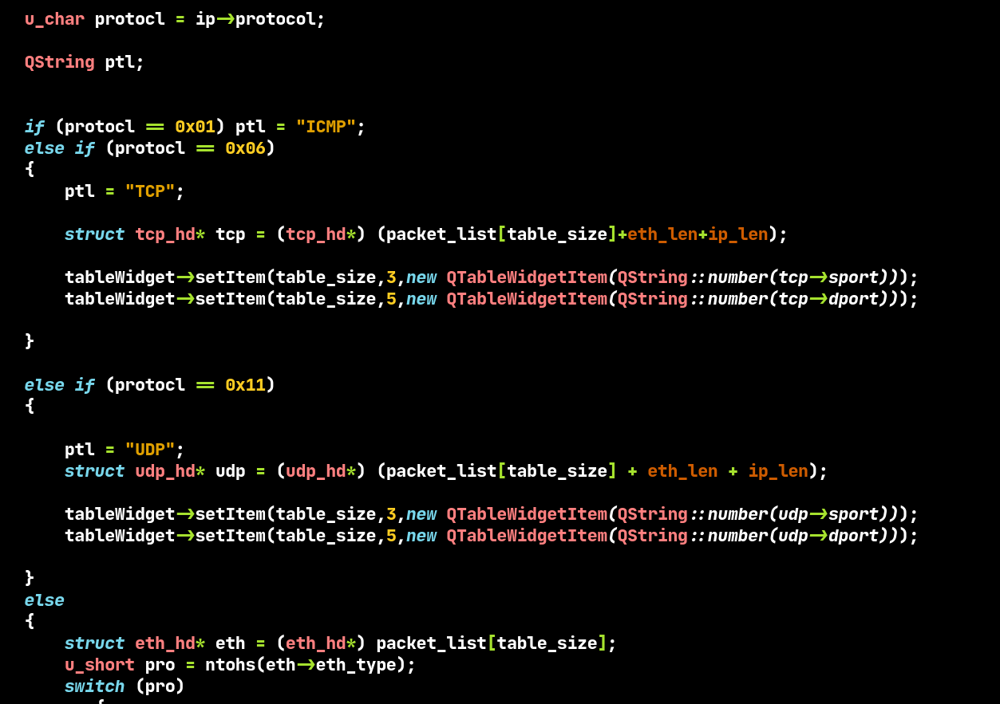 u_char protocl = ip->protocol;
QString ptl;
if (protocl == 0x01) ptl = "ICMP";
else if (protocl == 0x06)
{
ptl = "TCP";
struct tcp_hd* tcp = (tcp_hd*) (packet_list[table_size]+eth_len+ip_len);
tableWidget->setItem(table_size,3,new QTableWidgetItem(QString::number(tcp->sport)));
tableWidget->setItem(table_size,5,new QTableWidgetItem(QString::number(tcp->dport)));
}
else if (protocl == 0x11)
{
ptl = "UDP";
struct udp_hd* udp = (udp_hd*) (packet_list[table_size] + eth_len + ip_len);
tableWidget->setItem(table_size,3,new QTableWidgetItem(QString::number(udp->sport)));
tableWidget->setItem(table_size,5,new QTableWidgetItem(QString::number(udp->dport)));
}
else
{
struct eth_hd* eth = (eth_hd*) packet_list[table_size];
u_short pro = ntohs(eth->eth_type);
switch (pro)
{